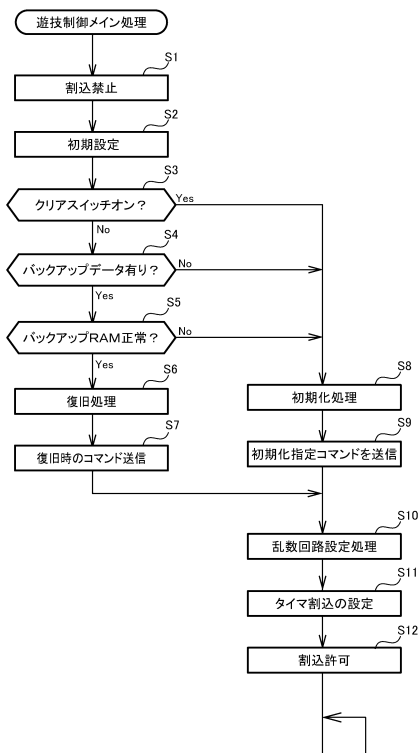 遊技制御メイン処理
S1
割込禁止
S2
初期設定
S3
クリアスイッチオン？
Yes
No
S4
バックアップデータ有り？
No
Yes
S5
バックアップRAM正常？
No
Yes
S6
復旧処理
S7
復旧時のコマンド送信
S8
初期化処理
S9
初期化指定コマンドを送信
S10
乱数回路設定処理
S11
タイマ割込の設定
S12
割込許可